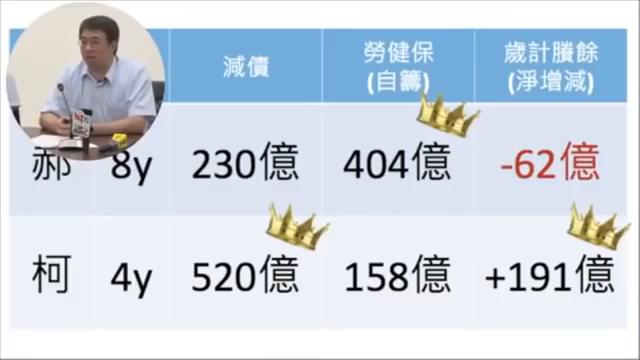 減債
勞健保
(自籌)
歲計賸餘
(淨增減)
郝 8y 230億 404億 -62億
柯 4y 520億 158億 +191億